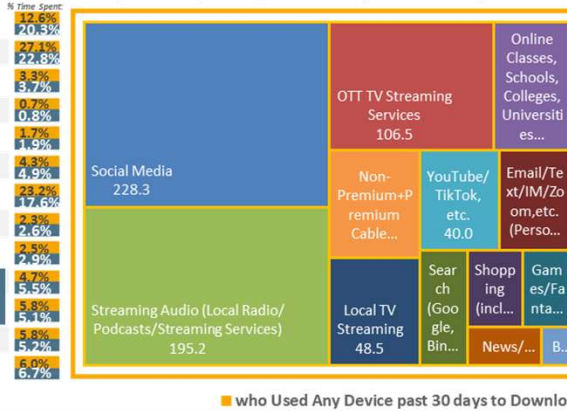 % Time Spent:
12.6%
20.3%
27.1%
22.8%
3.3%
3.7%
0.7%
0.8%
1.7%
1.9%
4.3%
4.9%
23.2%
17.6%
2.3%
2.6%
2.5%
2.9%
4.7%
5.5%
5.8%
5.1%
5.8%
5.2%
6.0%
6.7%
Social Media
228.3
Streaming Audio (Local Radio/
Podcasts/Streaming Services)
195.2
OTT TV Streaming
Services
106.5
Online
Classes,
Schools,
Colleges,
Universiti
es...
Non-
Premium+P
remium
Cable...
YouTube/
TikTok,
etc.
40.0
Email/Te
xt/IM/Zo
om,etc.
(Perso...
Local TV
Streaming
48.5
Sear
ch
(Goo
gle,
Bin...
Shopp
ing
(incl...
Gam
es/Fa
nta...
News/...
B...
who Used Any Device past 30 days to Downlo